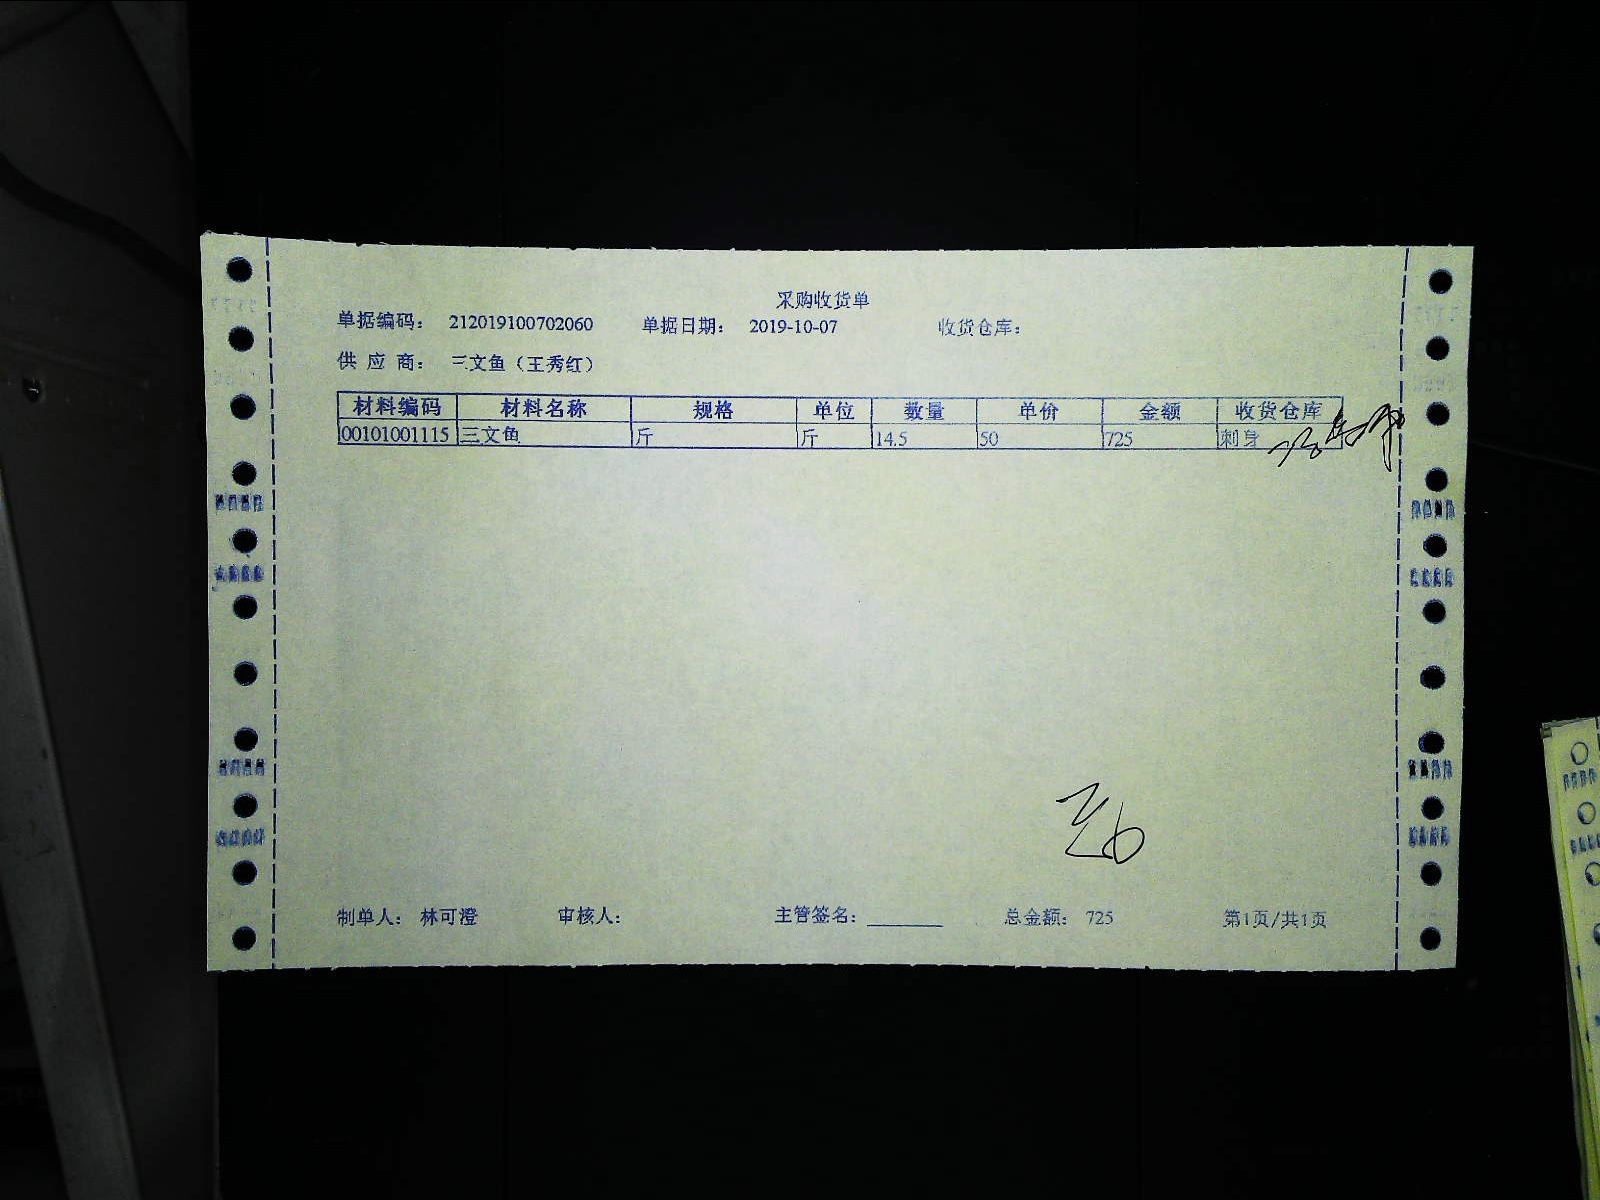 采购收货单
单据编码： 212019100702060 单据日期： 2019-10-07 收货仓库：
供 应 商： 三文鱼（王秀红）
材料编码 材料名称 规格 单位 数量 单价 金额 收货仓库
00101001115 三文鱼 斤 斤 14.5 50 725 刺身
制单人： 林可澄 审核人： 主管签名： 总金额： 725 第1页/共1页